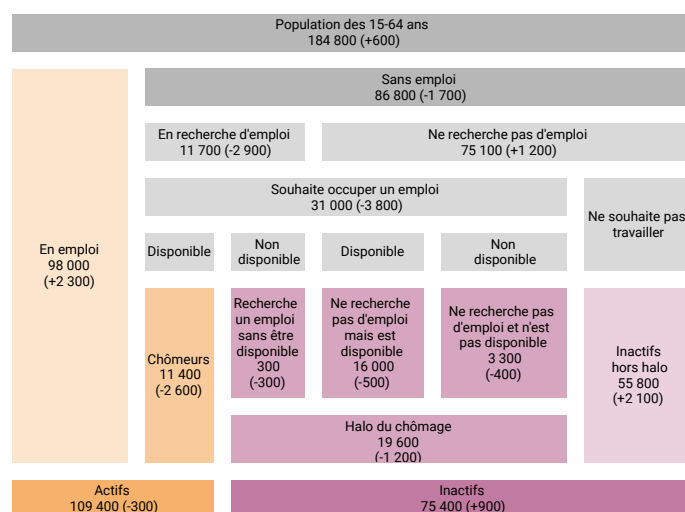 Population des 15-64 ans
184 800 (+600)
Sans emploi
86 800 (-1 700)
En recherche d'emploi
11 700 (-2 900)
Ne recherche pas d'emploi
75 100 (+1 200)
Souhaite occuper un emploi
31 000 (-3 800)
Ne souhaite pas
travailler
En emploi
98 000
(+2 300)
Disponible
Non
disponible
Disponible
Non
disponible
Chômeurs
11 400
(-2 600)
Recherche
un emploi
sans être
disponible
300
(-300)
Ne recherche
pas d'emploi
mais est
disponible
16 000
(-500)
Ne recherche pas
d'emploi et n'est
pas disponible
3 300
(-400)
Inactifs
hors halo
55 800
(+2 100)
Halo du chômage
19 600
(-1 200)
Actifs
109 400 (-300)
Inactifs
75 400 (+900)